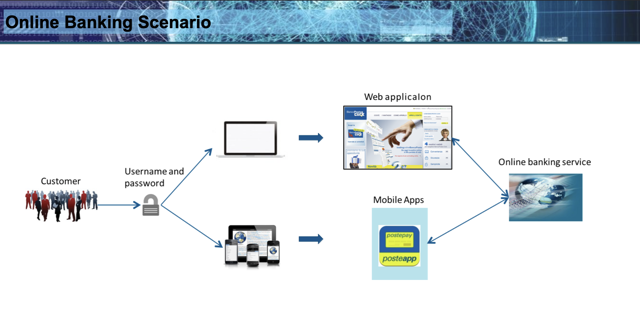 Online Banking Scenario
Web applicaIon
Username and
password
Customer
Online banking service
Mobile Apps
postepay
posteapp